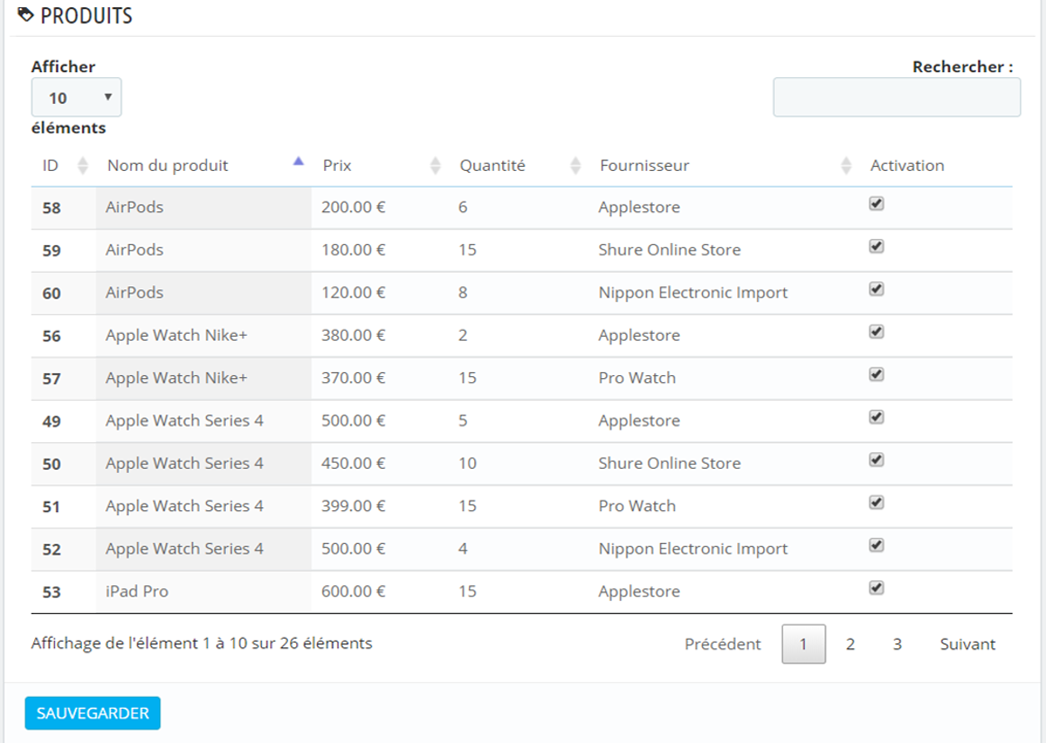 PRODUITS
Afficher
Rechercher :
10
éléments
ID Nom du produit Prix Quantité Fournisseur Activation
58 AirPods 200.00 € 6 Applestore
59 AirPods 180.00 € 15 Shure Online Store
60 AirPods 120.00 € 8 Nippon Electronic Import
56 Apple Watch Nike+ 380.00 € 2 Applestore
57 Apple Watch Nike+ 370.00 € 15 Pro Watch
49 Apple Watch Series 4 500.00 € 5 Applestore
50 Apple Watch Series 4 450.00 € 10 Shure Online Store
51 Apple Watch Series 4 399.00 € 15 Pro Watch
52 Apple Watch Series 4 500.00 € 4 Nippon Electronic Import
53 iPad Pro 600.00 € 15 Applestore
Affichage de l'élément 1 à 10 sur 26 éléments Précédent 1 2 3 Suivant
SAUVEGARDER